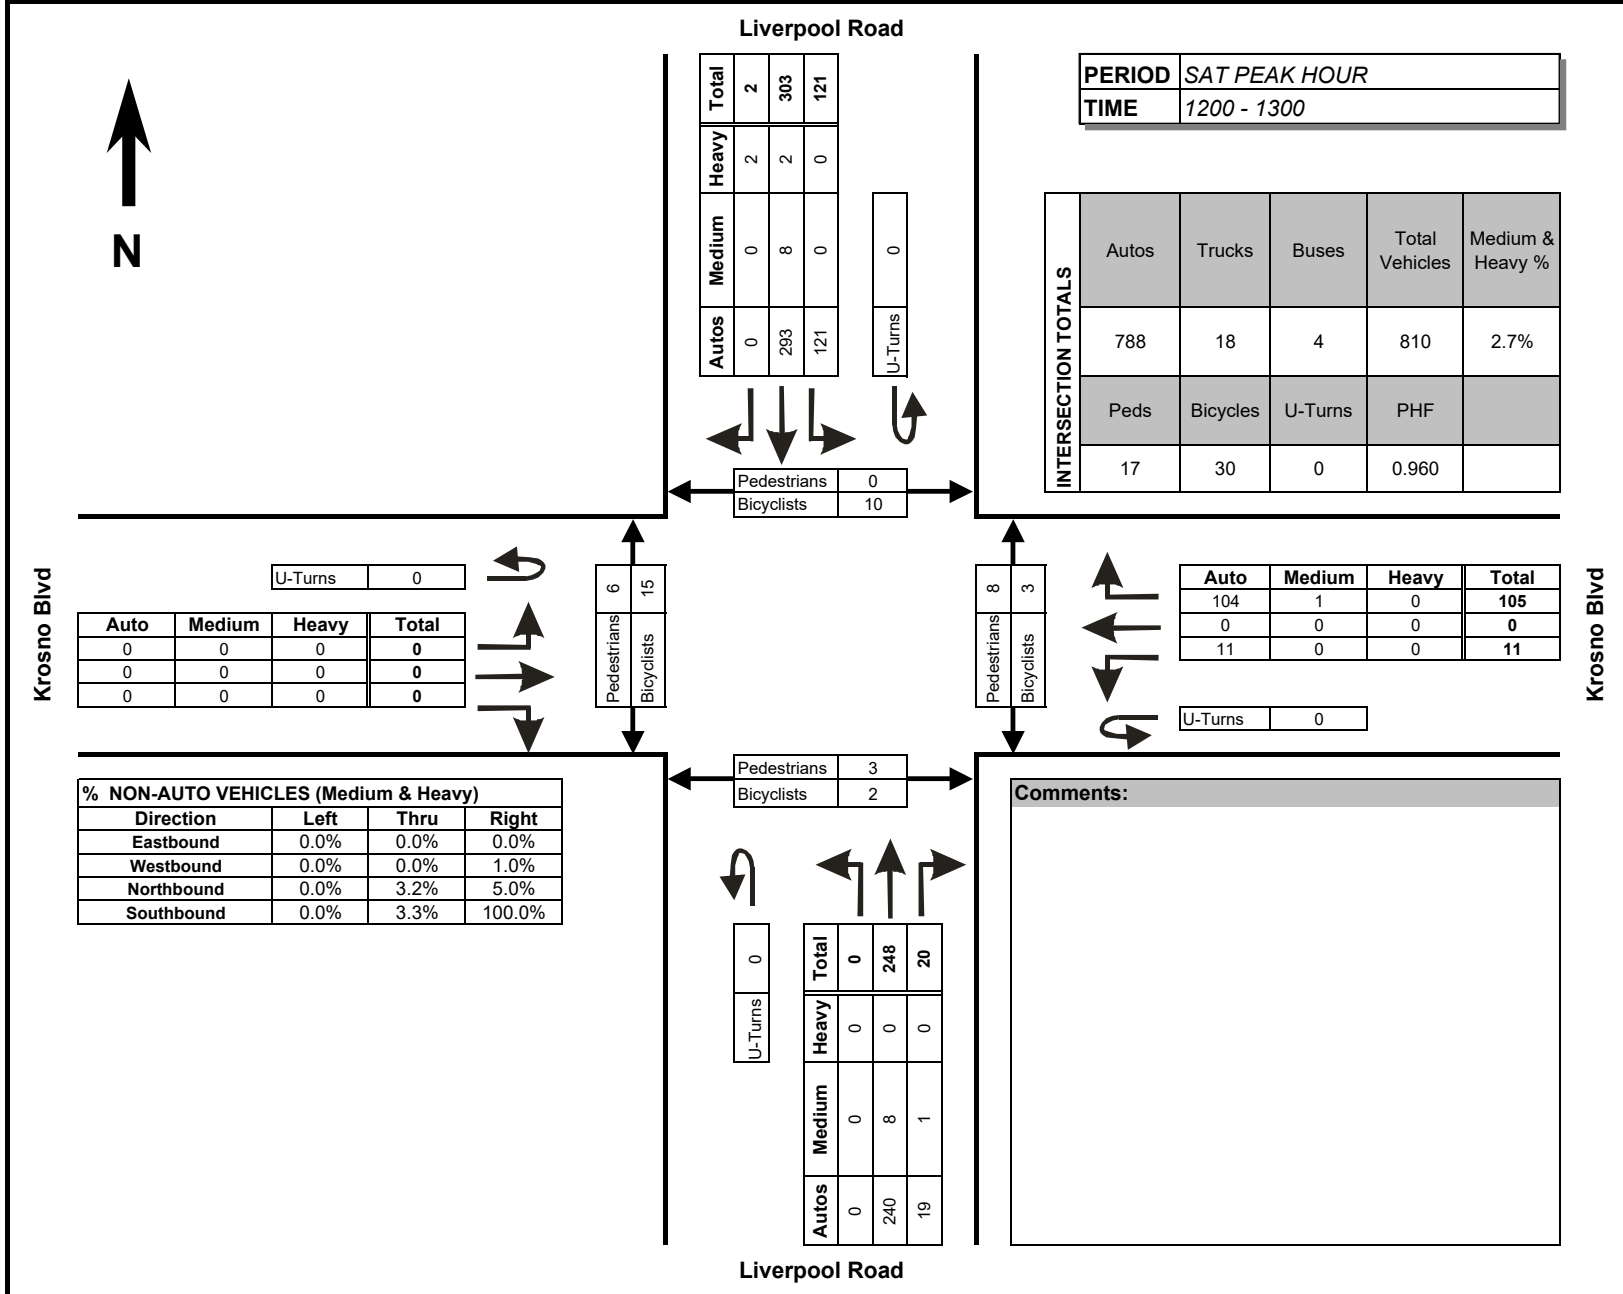 Liverpool Road
PERIOD SAT PEAK HOUR
TIME 1200 - 1300
N
Total 2 303 121
Heavy 2 2 0
Medium 0 8 0
Autos 0 293 121
0
U-Turns
INTERSECTION TOTALS
Autos Trucks Buses Total Vehicles Medium & Heavy %
788 18 4 810 2.7%
Peds Bicycles U-Turns PHF
17 30 0 0.960
Pedestrians 0
Bicyclists 10
Krosno Blvd
U-Turns 0
Auto Medium Heavy Total
0 0 0 0
0 0 0 0
0 0 0 0
Pedestrians 6
Bicyclists 15
Pedestrians 8
Bicyclists 3
Auto Medium Heavy Total
104 1 0 105
0 0 0 0
11 0 0 11
U-Turns 0
Krosno Blvd
Pedestrians 3
Bicyclists 2
% NON-AUTO VEHICLES (Medium & Heavy)
Direction Left Thru Right
Eastbound 0.0% 0.0% 0.0%
Westbound 0.0% 0.0% 1.0%
Northbound 0.0% 3.2% 5.0%
Southbound 0.0% 3.3% 100.0%
Comments:
U-Turns 0
Total 0 248 20
Heavy 0 0 0
Medium 0 8 1
Autos 0 240 19
Liverpool Road